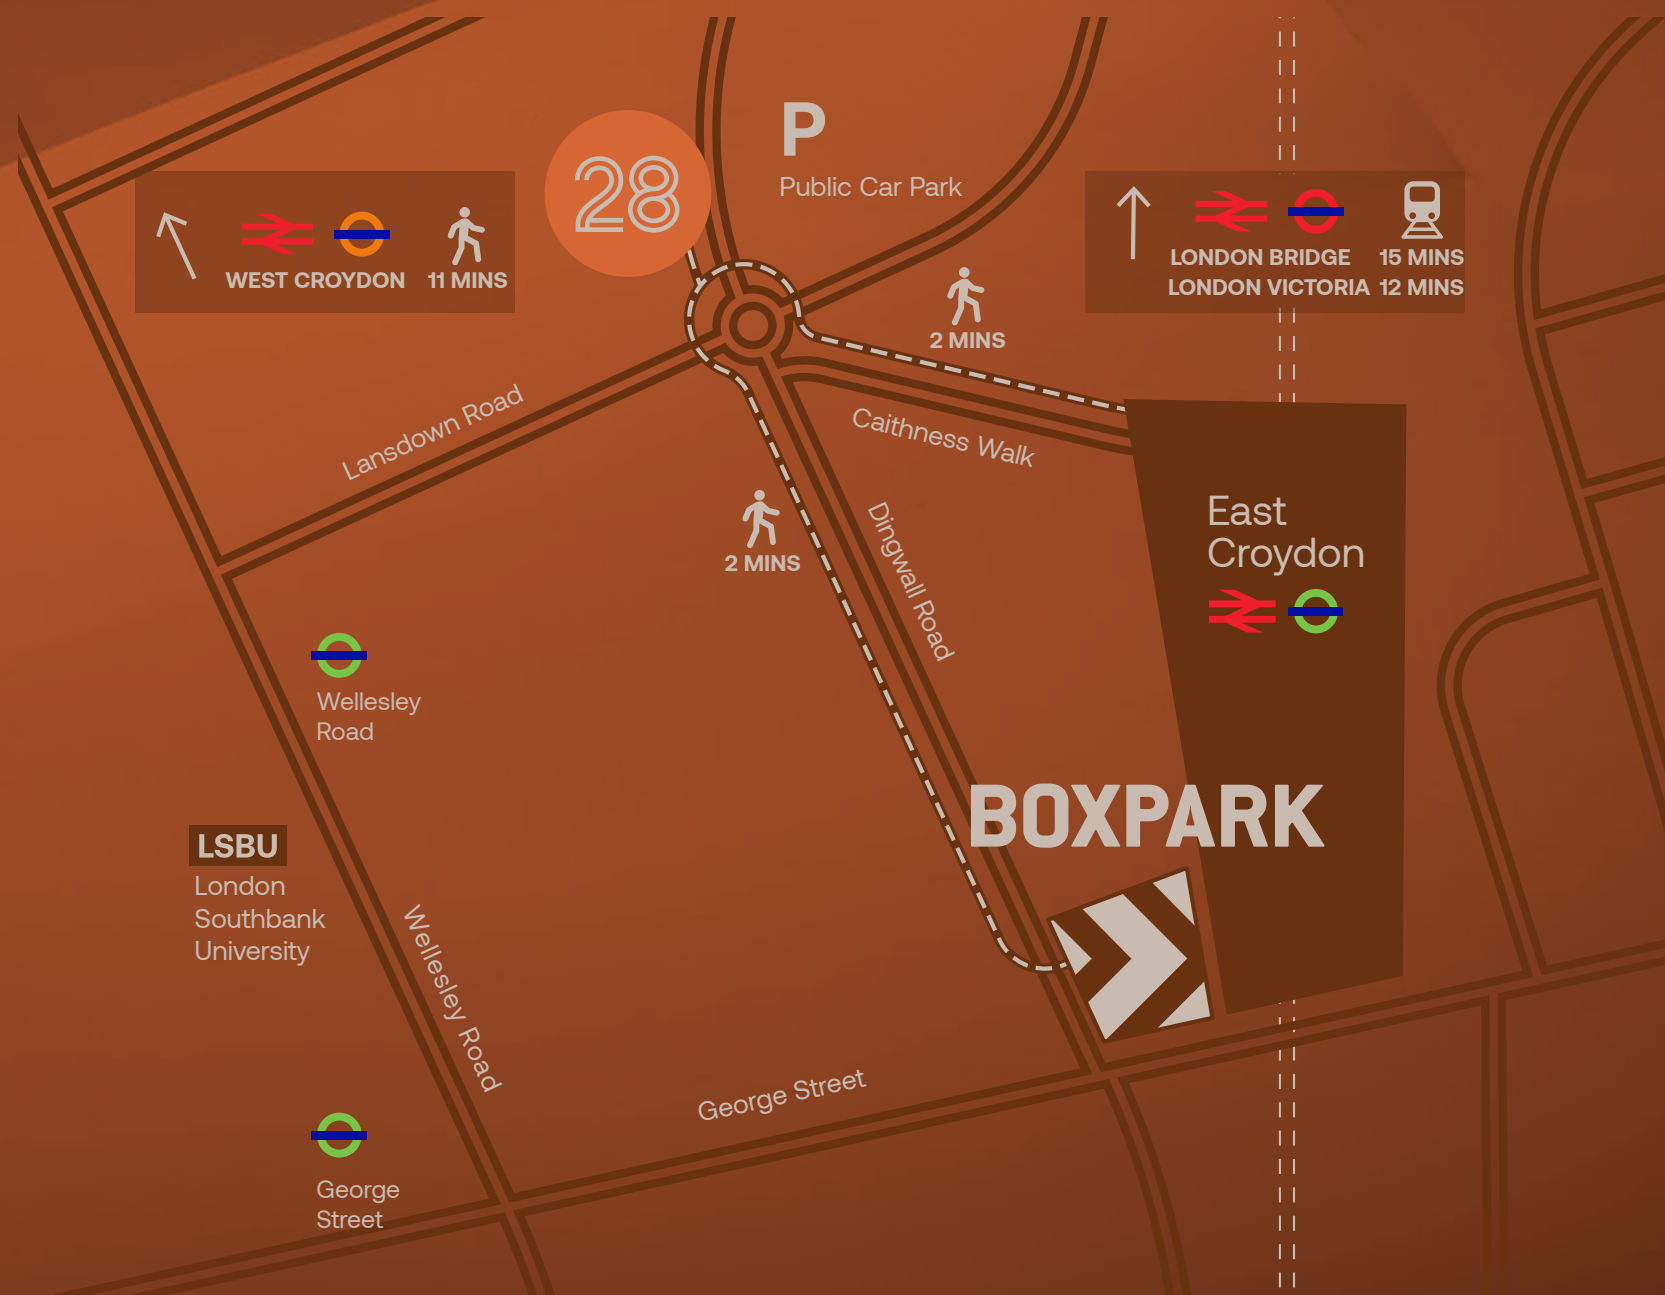 P
Public Car Park
28
WEST CROYDON 11 MINS
LONDON BRIDGE 15 MINS
LONDON VICTORIA 12 MINS
2 MINS
Lansdown Road
Caithness Walk
2 MINS
Dingwall Road
East
Croydon
Wellesley
Road
BOXPARK
LSBU
London
Southbank
University
Wellesley Road
George Street
George
Street